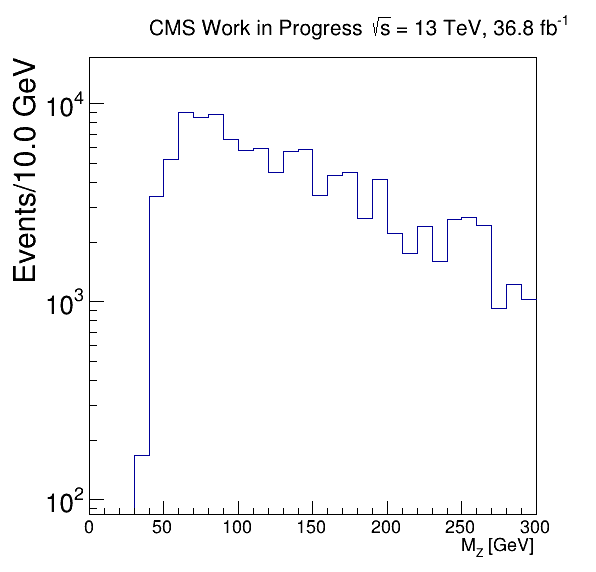 CMS Work in Progress √s = 13 TeV, 36.8 fb⁻¹
Events/10.0 GeV
10⁴
10³
10²
0 50 100 150 200 250 300
M_Z [GeV]